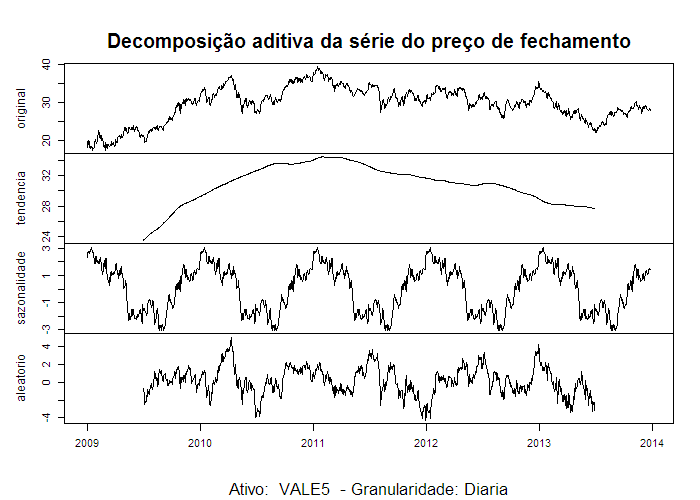 Decomposição aditiva da série do preço de fechamento
original
20 30 40
tendencia
24 28 32
sazonalidade
-3 -1 1 3
aleatorio
-4 0 2 4
2009 2010 2011 2012 2013 2014
Ativo: VALE5 - Granularidade: Diaria